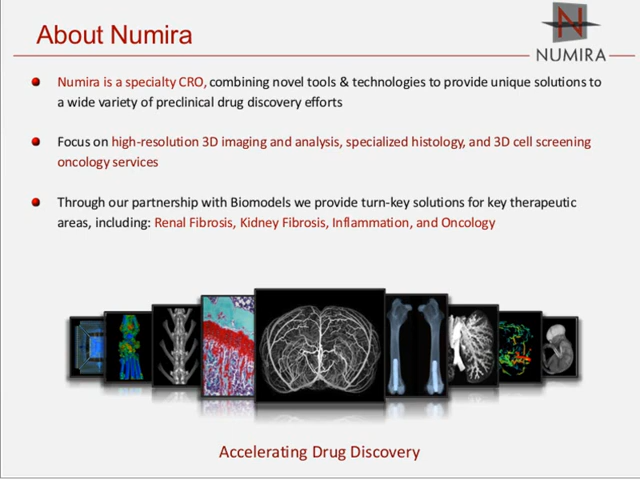 About Numira
NUMIRA
Numira is a specialty CRO, combining novel tools & technologies to provide unique solutions to
a wide variety of preclinical drug discovery efforts
Focus on high-resolution 3D imaging and analysis, specialized histology, and 3D cell screening
oncology services
Through our partnership with Biomodels we provide turn-key solutions for key therapeutic
areas, including: Renal Fibrosis, Kidney Fibrosis, Inflammation, and Oncology
Accelerating Drug Discovery